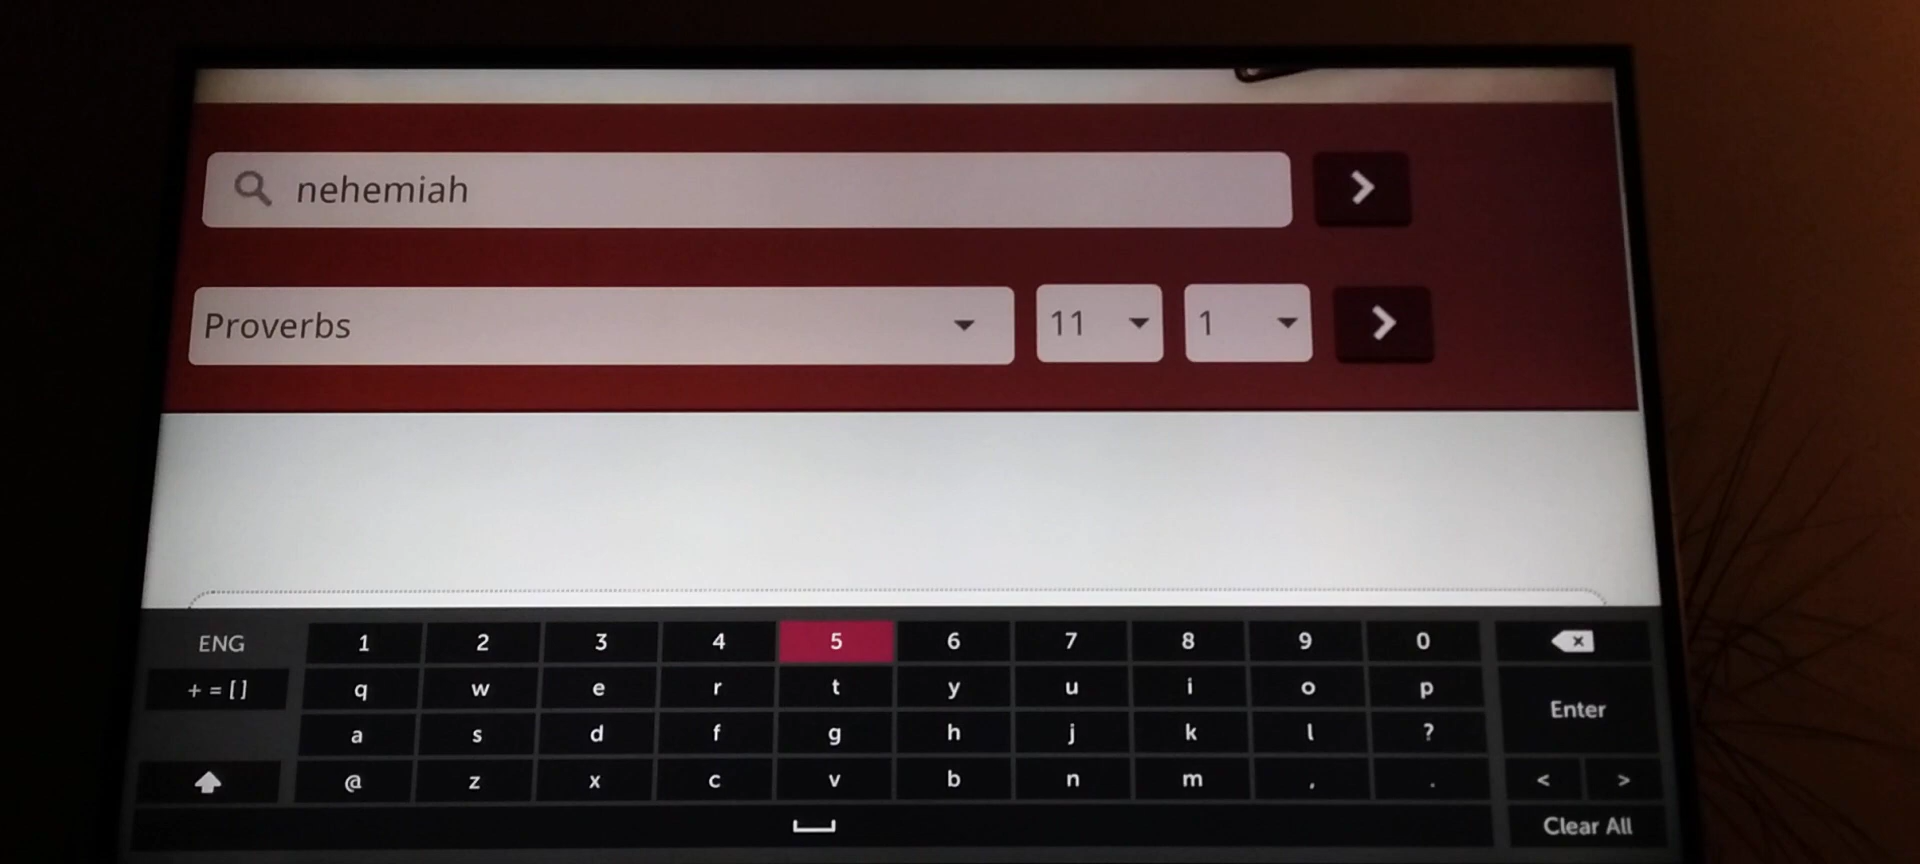 nehemiah
Proverbs 11 1
ENG 1 2 3 4 5 6 7 8 9 0
+ = [ ] q w e r t y u i o p Enter
a s d f g h j k l ?
@ z x c v b n m , . < >
Clear All